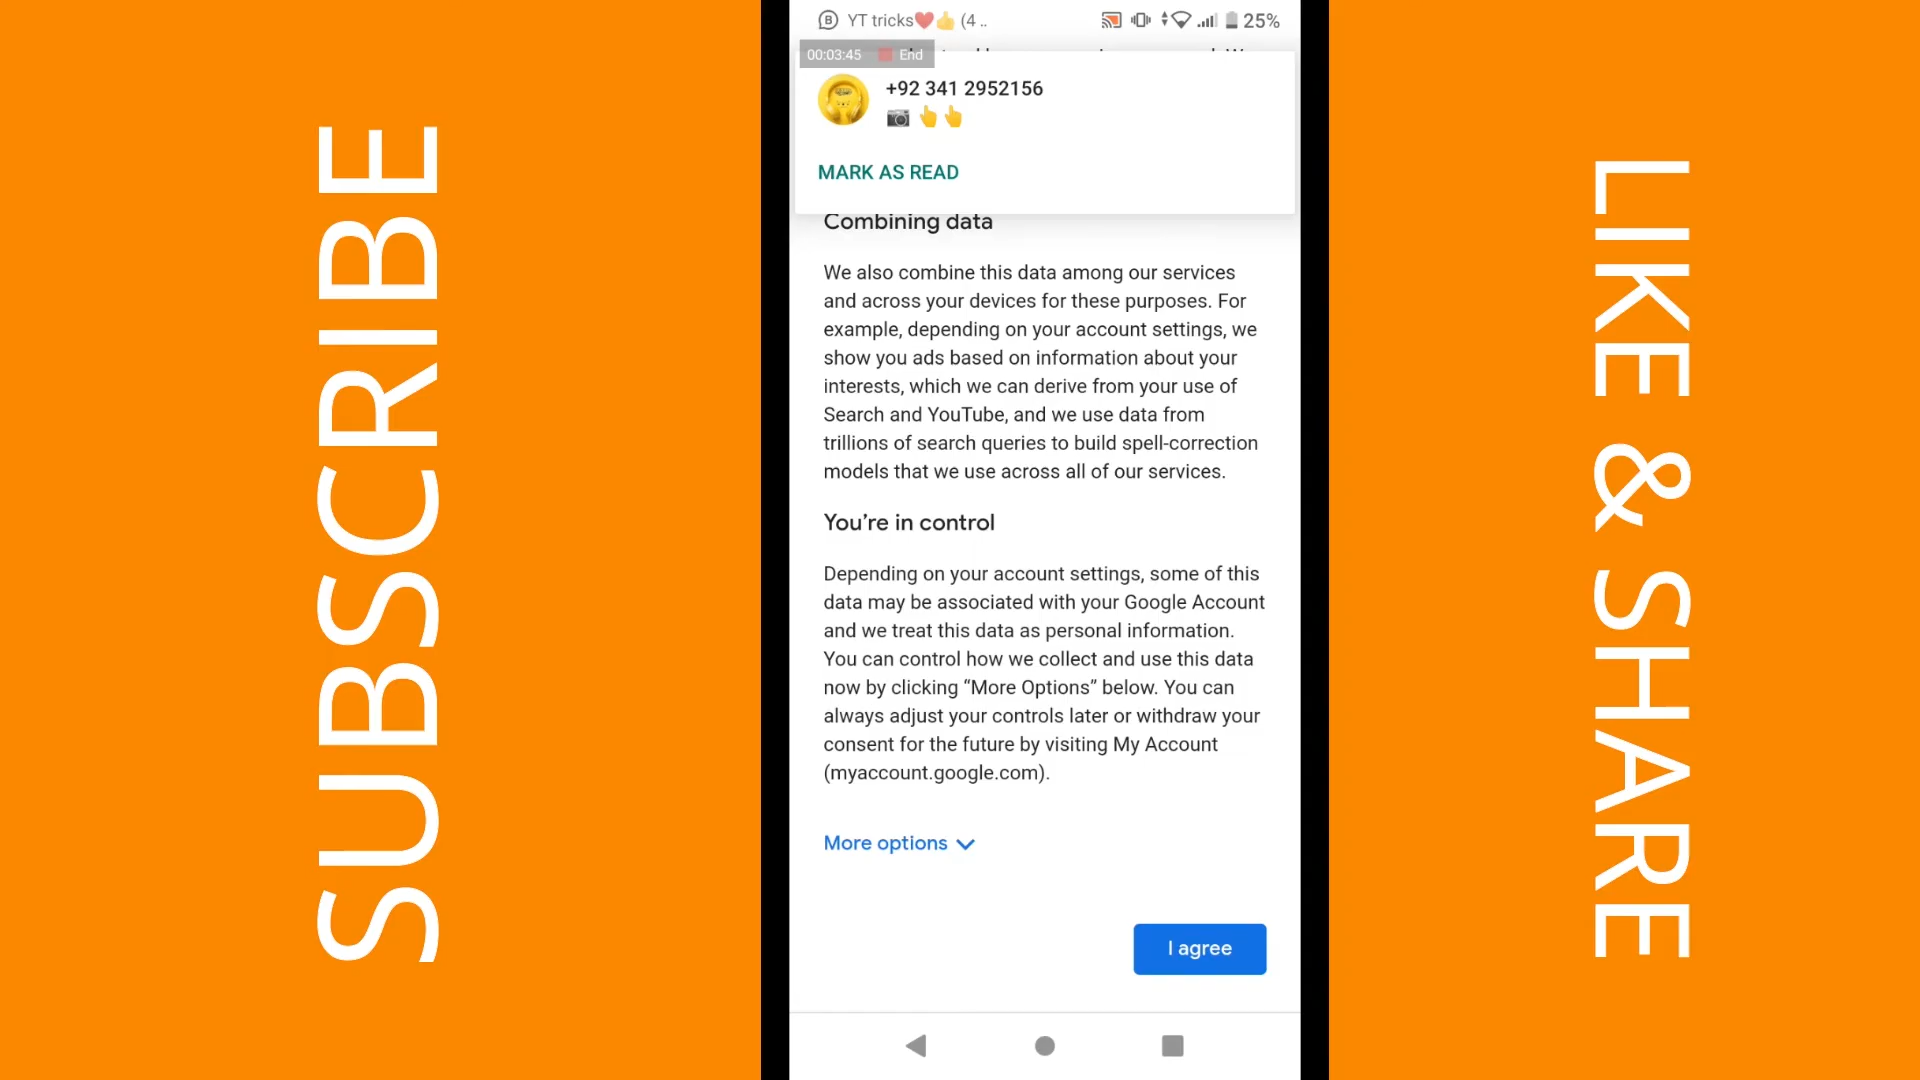 SUBSCRIBE
YT tricks❤️👍 (4 ..
25%
00:03:45 End
+92 341 2952156
📷 👆👆
MARK AS READ
Combining data
We also combine this data among our services
and across your devices for these purposes. For
example, depending on your account settings, we
show you ads based on information about your
interests, which we can derive from your use of
Search and YouTube, and we use data from
trillions of search queries to build spell-correction
models that we use across all of our services.
You’re in control
Depending on your account settings, some of this
data may be associated with your Google Account
and we treat this data as personal information.
You can control how we collect and use this data
now by clicking “More Options” below. You can
always adjust your controls later or withdraw your
consent for the future by visiting My Account
(myaccount.google.com).
More options
I agree
LIKE & SHARE